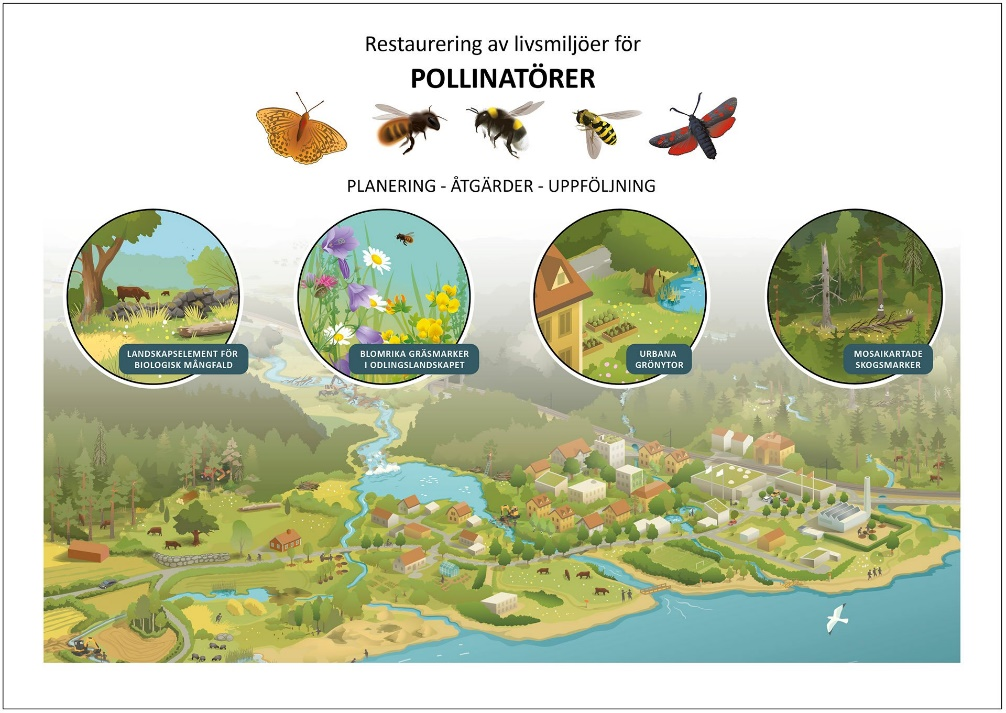 Restaurering av livsmiljöer för
POLLINATÖRER
PLANERING - ÅTGÄRDER - UPPFÖLJNING
LANDSKAPSELEMENT FÖR
BIOLOGISK MÅNGFALD
BLOMRIKA GRÄSMARKER
I ODLINGSLANDSKAPET
URBANA
GRÖNYTOR
MOSAIKARTADE
SKOGSMARKER